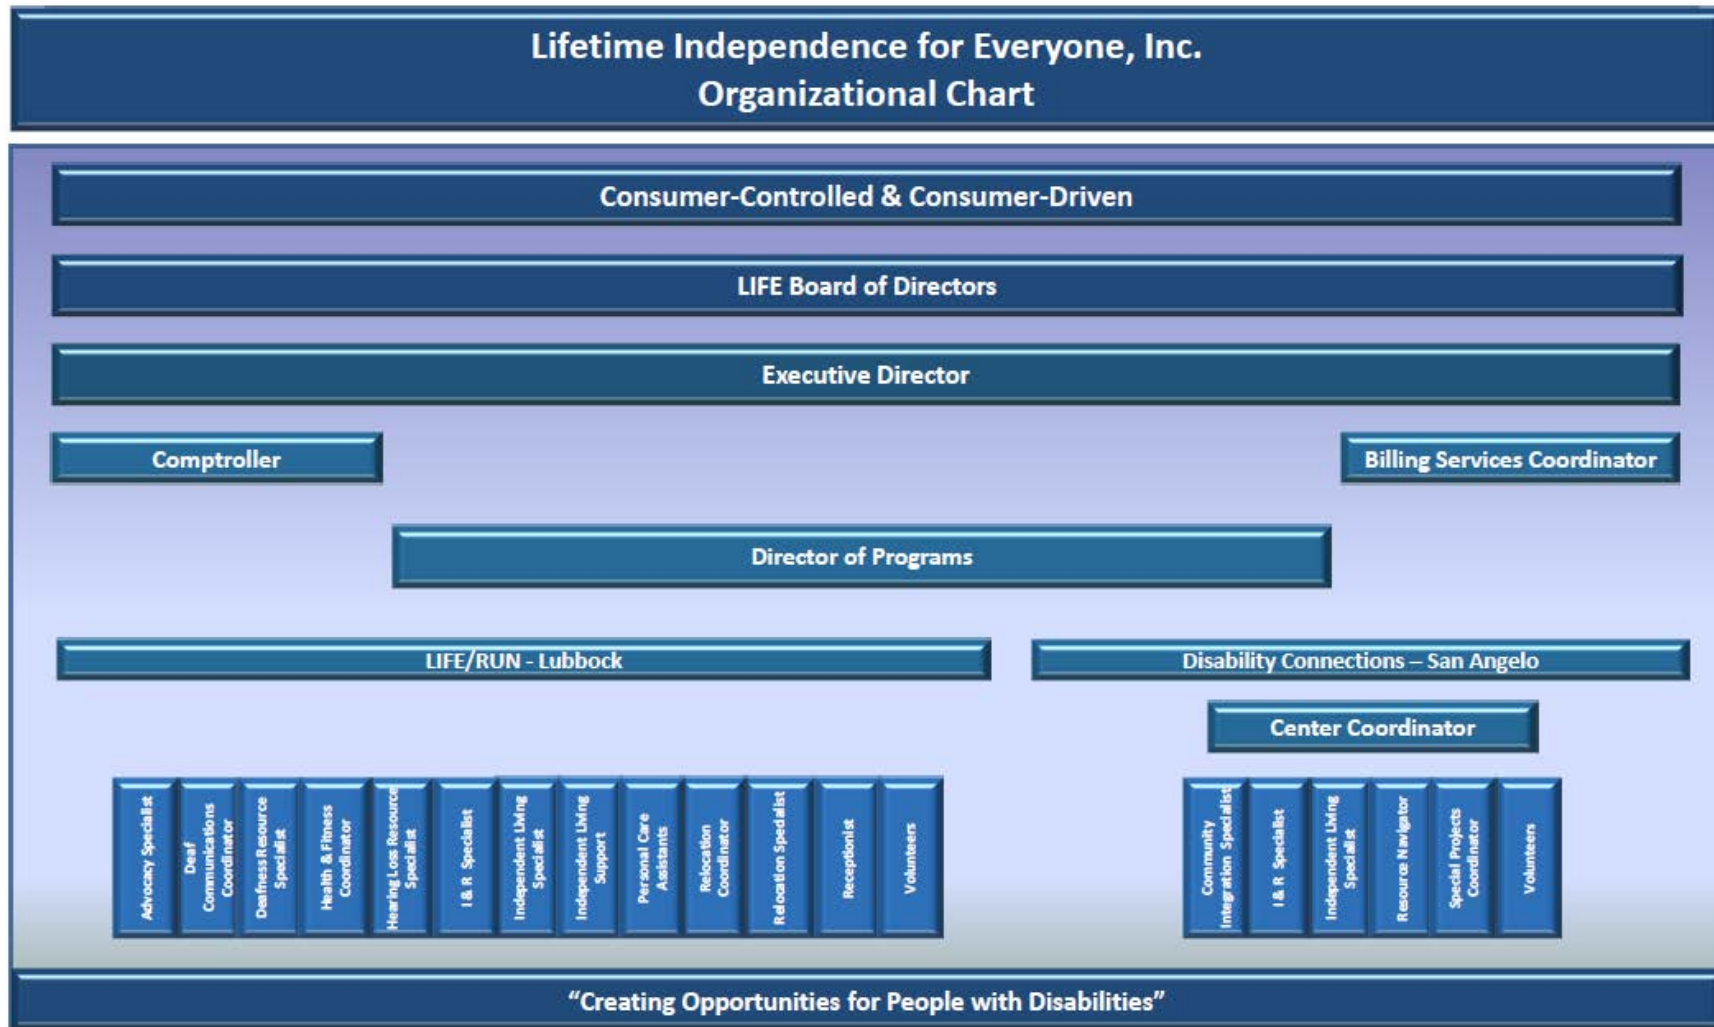 Lifetime Independence for Everyone, Inc.
Organizational Chart
Consumer-Controlled & Consumer-Driven
LIFE Board of Directors
Executive Director
Comptroller
Billing Services Coordinator
Director of Programs
LIFE/RUN - Lubbock
Disability Connections – San Angelo
Center Coordinator
Advocacy Specialist
Deaf
Communications
Coordinator
Deafness Resource
Specialist
Health & Fitness
Coordinator
Hearing Loss Resource
Specialist
I & R Specialist
Independent Living
Specialist
Independent Living
Support
Personal Care
Assistants
Relocation
Coordinator
Relocation Specialist
Receptionist
Volunteers
Community
Integration Specialist
I & R Specialist
Independent Living
Specialist
Resource Navigator
Special Projects
Coordinator
Volunteers
“Creating Opportunities for People with Disabilities”